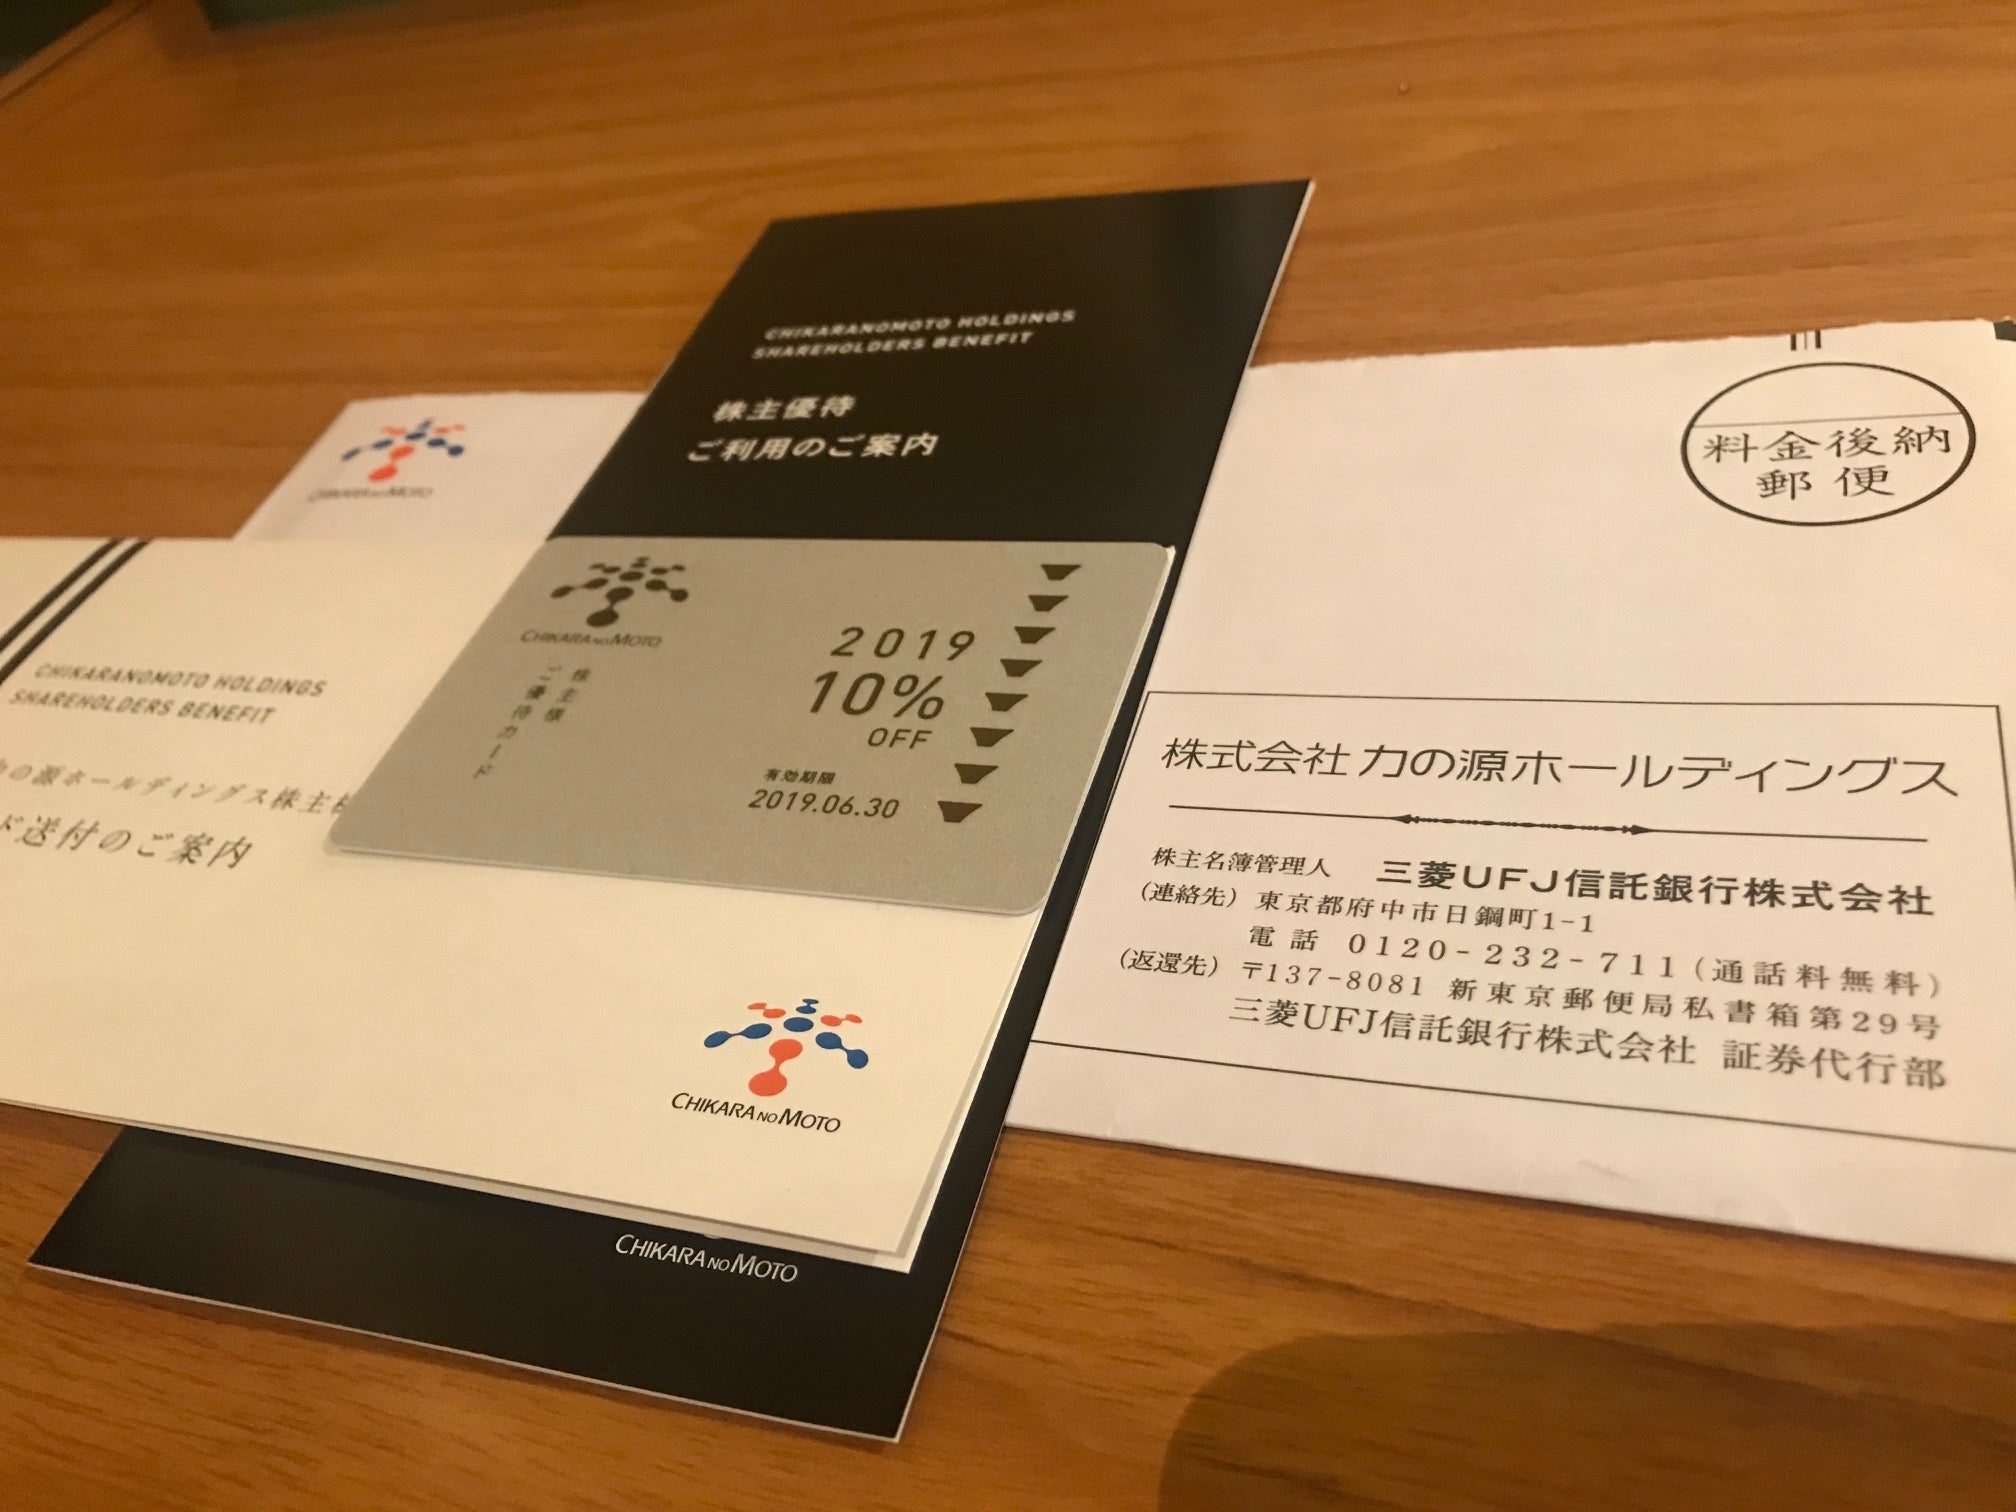 CHIKARANOMOTO HOLDINGS
SHAREHOLDERS BENEFIT
株主優待
ご利用のご案内
CHIKARA NO MOTO
CHIKARA NO MOTO
株主様
ご優待カード
2019
10%
OFF
有効期限
2019.06.30
CHIKARANOMOTO HOLDINGS
SHAREHOLDERS BENEFIT
の源ホールディングス株主様
ド送付のご案内
CHIKARA NO MOTO
CHIKARA NO MOTO
料金後納
郵便
株式会社 力の源ホールディングス
株主名簿管理人 三菱UFJ信託銀行株式会社
(連絡先) 東京都府中市日鋼町1-1
電話 0120-232-711(通話料無料)
(返還先) 〒137-8081 新東京郵便局私書箱第29号
三菱UFJ信託銀行株式会社 証券代行部